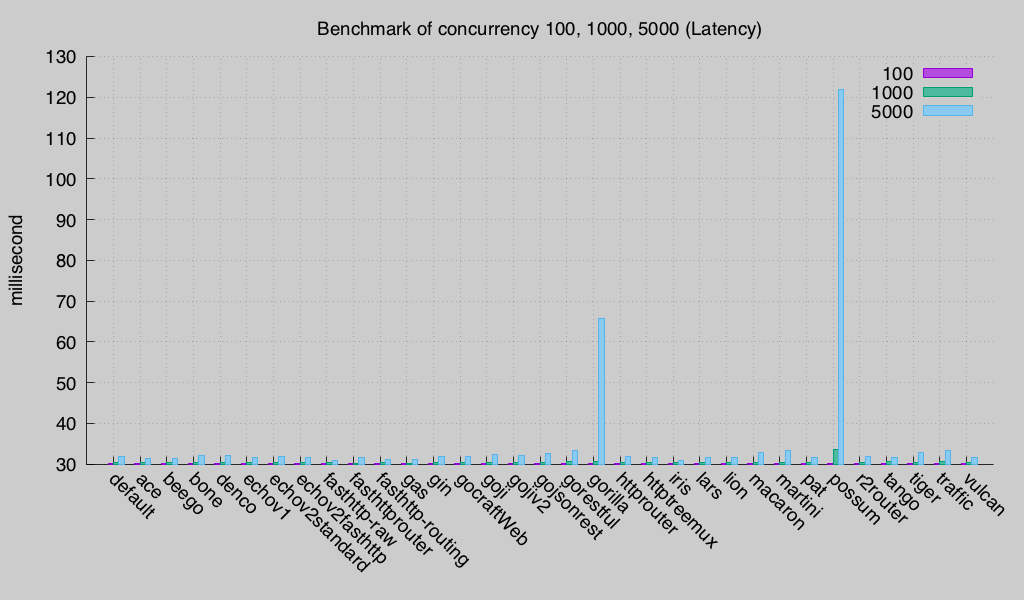 Benchmark of concurrency 100, 1000, 5000 (Latency)
130
120
110
100
90
80
70
60
50
40
30
millisecond
100
1000
5000
default
ace
beego
bone
denco
echov1
echov2standard
echov2fasthttp
fasthttp-raw
fasthttprouter
fasthttp-routing
gas
gin
gocraftWeb
goji
gojiv2
gojsonrest
gorestful
gorilla
httprouter
httptreemux
iris
lars
lion
macaron
martini
pat
possum
r2router
tango
tiger
traffic
vulcan